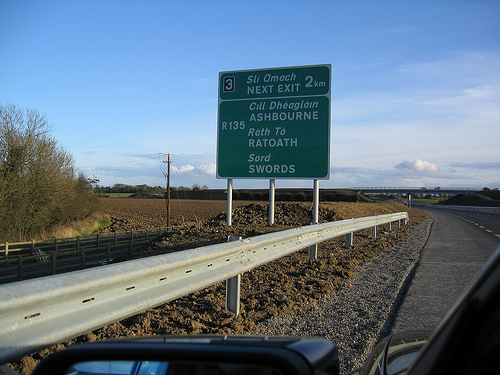 3 Slí Amach 2km
NEXT EXIT
Cill Dhéagláin
R135 ASHBOURNE
Ráth Tó
RATOATH
Sord
SWORDS